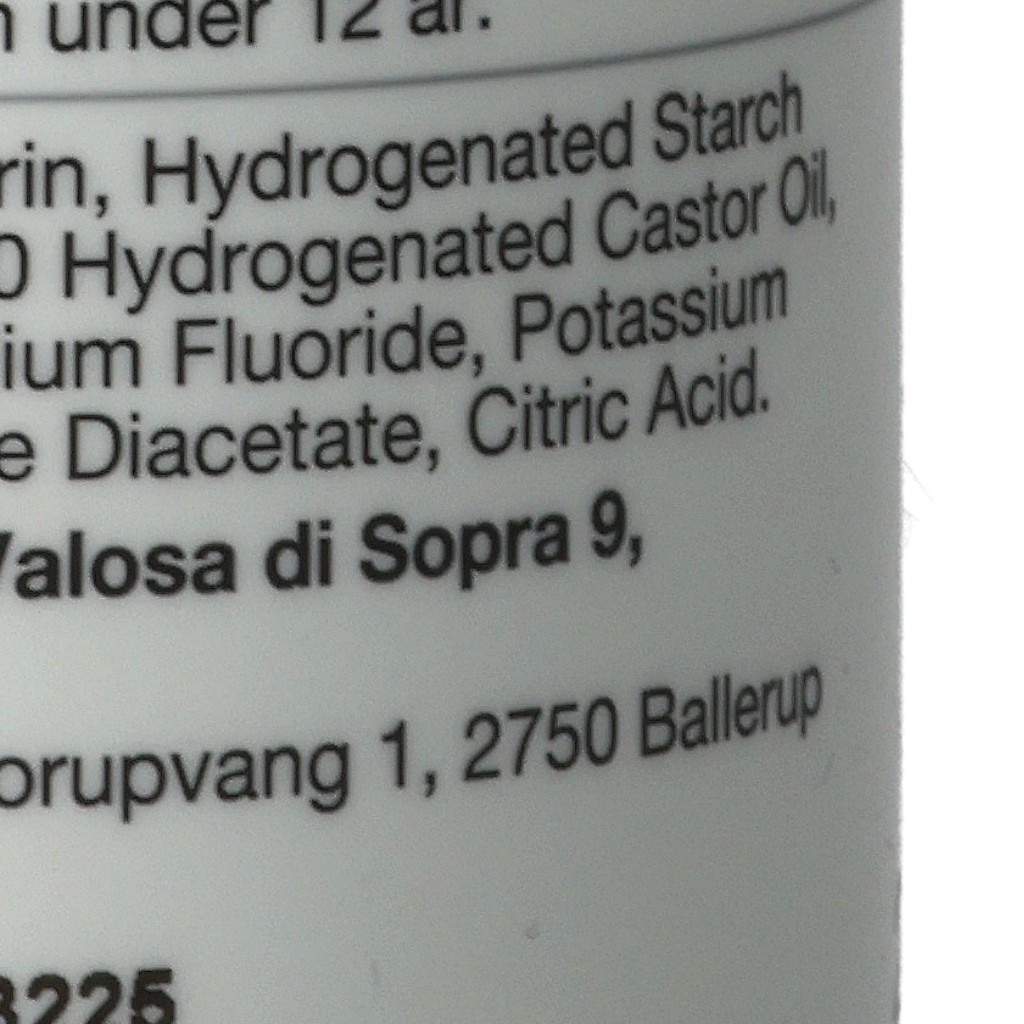 under 12 år.
rin, Hydrogenated Starch
0 Hydrogenated Castor Oil,
ium Fluoride, Potassium
e Diacetate, Citric Acid.
Valosa di Sopra 9,
orupvang 1, 2750 Ballerup
3225